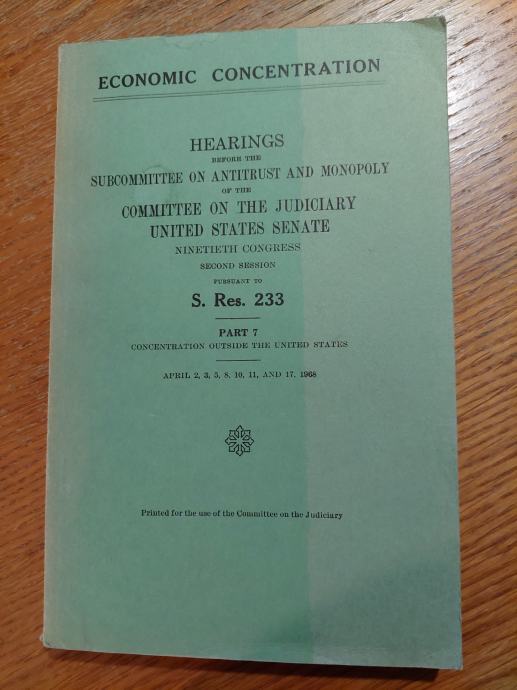 ECONOMIC CONCENTRATION
HEARINGS
BEFORE THE
SUBCOMMITTEE ON ANTITRUST AND MONOPOLY
OF THE
COMMITTEE ON THE JUDICIARY
UNITED STATES SENATE
NINETIETH CONGRESS
SECOND SESSION
PURSUANT TO
S. Res. 233
PART 7
CONCENTRATION OUTSIDE THE UNITED STATES
APRIL 2, 3, 5, 8, 10, 11, AND 17, 1968
Printed for the use of the Committee on the Judiciary